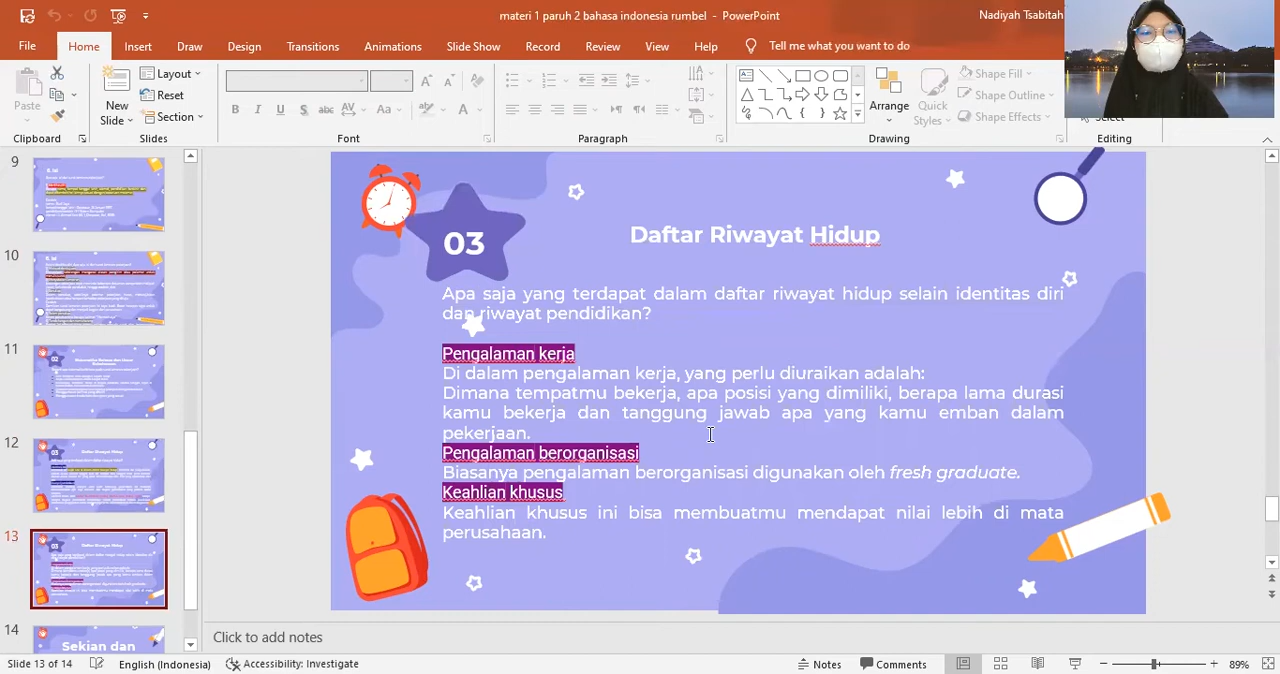 materi 1 paruh 2 bahasa indonesia rumbel - PowerPoint
Nadiyah Tsabitah
File Home Insert Draw Design Transitions Animations Slide Show Record Review View Help Tell me what you want to do
Paste
New
Slide
Layout
Reset
Section
B I U S abc AV Aa A
Arrange
Quick
Styles
Shape Fill
Shape Outline
Shape Effects
Select
Clipboard Slides Font Paragraph Drawing Editing
9
10
11
12
13
14
Sekian dan
03
Daftar Riwayat Hidup
Apa saja yang terdapat dalam daftar riwayat hidup selain identitas diri
dan riwayat pendidikan?
Pengalaman kerja
Di dalam pengalaman kerja, yang perlu diuraikan adalah:
Dimana tempatmu bekerja, apa posisi yang dimiliki, berapa lama durasi
kamu bekerja dan tanggung jawab apa yang kamu emban dalam
pekerjaan.
Pengalaman berorganisasi
Biasanya pengalaman berorganisasi digunakan oleh fresh graduate.
Keahlian khusus
Keahlian khusus ini bisa membuatmu mendapat nilai lebih di mata
perusahaan.
Click to add notes
Slide 13 of 14 English (Indonesia) Accessibility: Investigate Notes Comments 89%